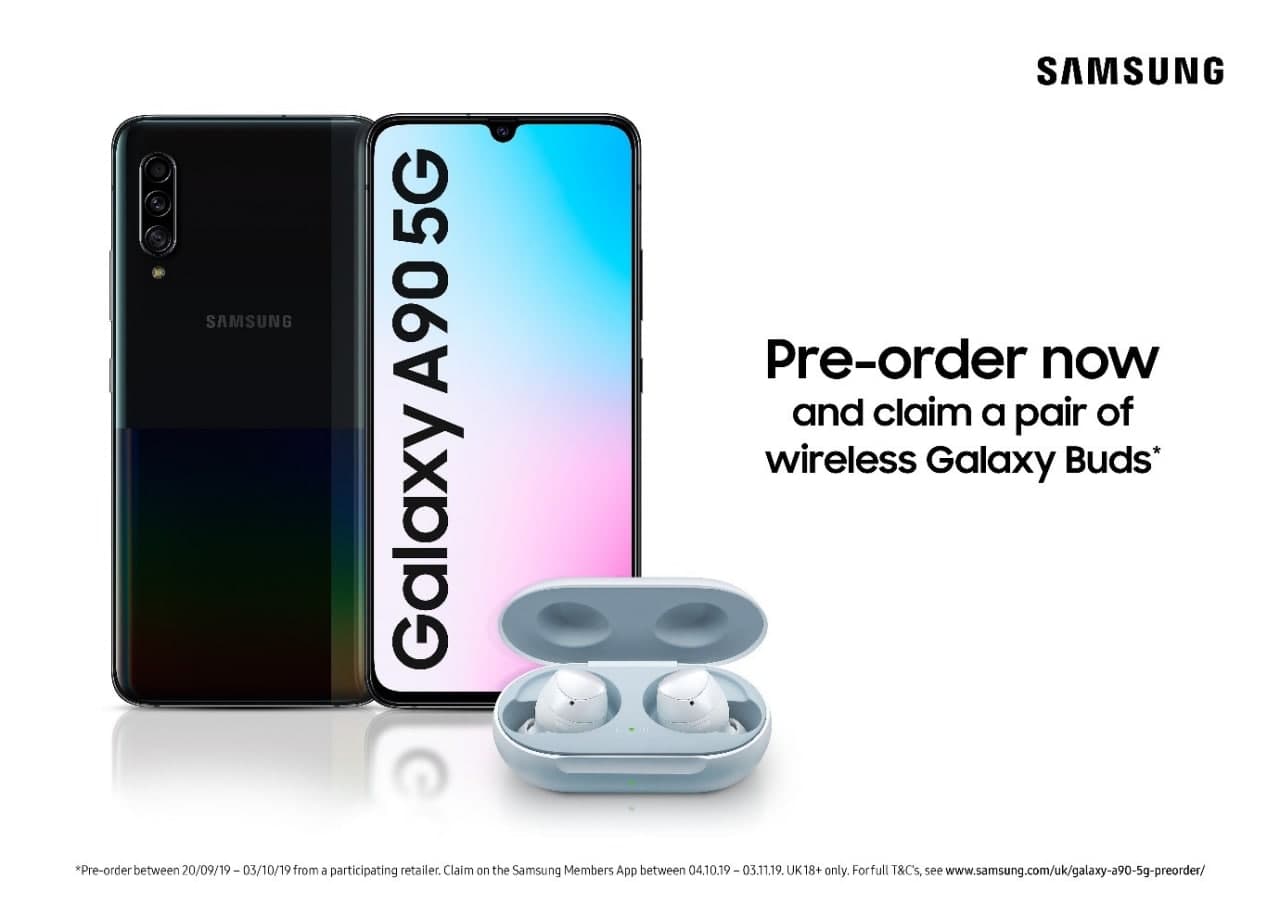 SAMSUNG
SAMSUNG
Galaxy A90 5G
Pre-order now
and claim a pair of
wireless Galaxy Buds*
*Pre-order between 20/09/19 – 03/10/19 from a participating retailer. Claim on the Samsung Members App between 04.10.19 – 03.11.19. UK 18+ only. For full T&C's, see www.samsung.com/uk/galaxy-a90-5g-preorder/